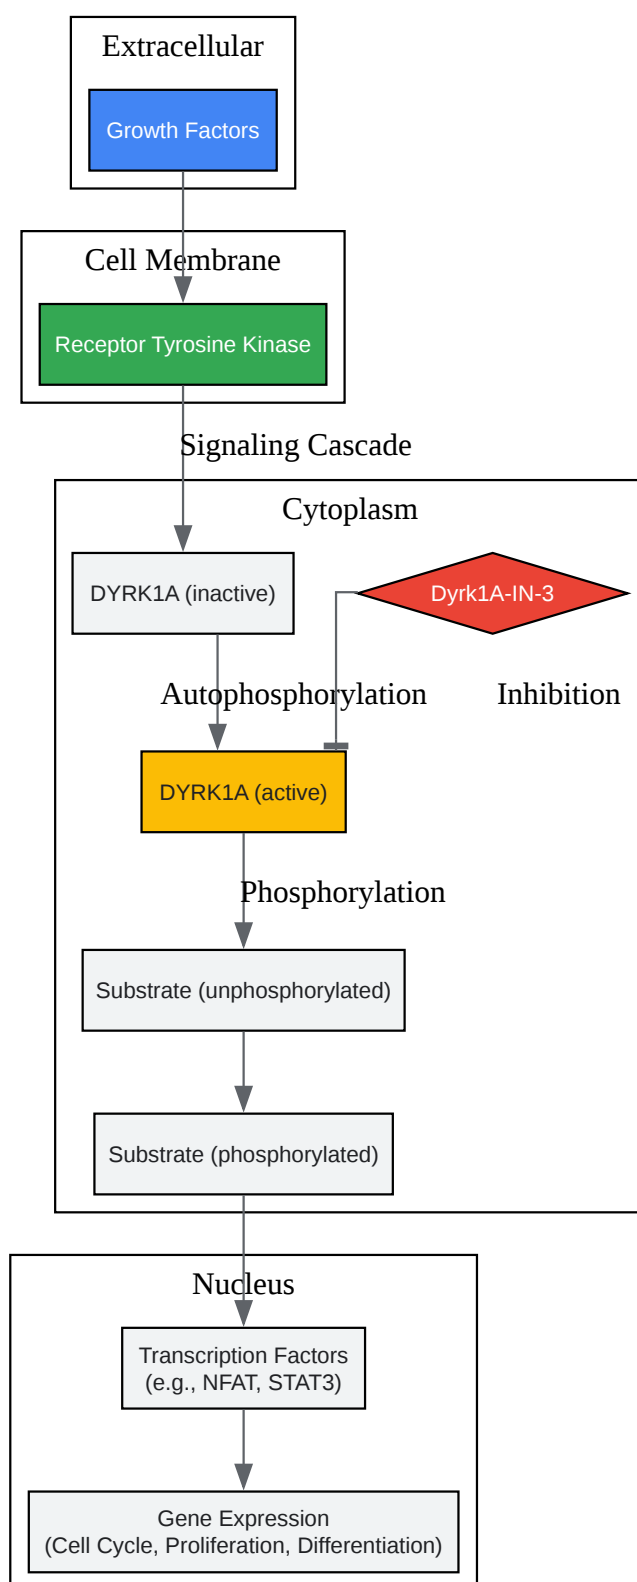 Extracellular
Growth Factors
Cell Membrane
Receptor Tyrosine Kinase
Signaling Cascade
Cytoplasm
DYRK1A (inactive)
Dyrk1A-IN-3
Autophosphorylation
Inhibition
DYRK1A (active)
Phosphorylation
Substrate (unphosphorylated)
Substrate (phosphorylated)
Nucleus
Transcription Factors
(e.g., NFAT, STAT3)
Gene Expression
(Cell Cycle, Proliferation, Differentiation)